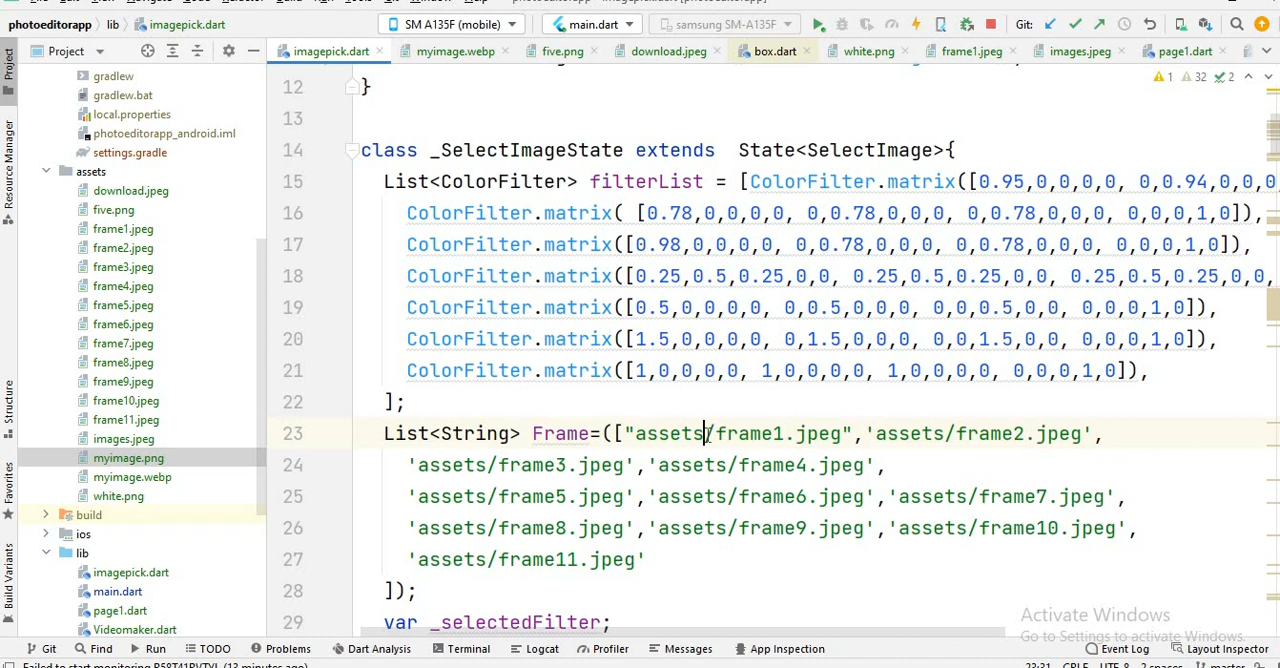 photoeditorapp
lib
imagepick.dart
SM A135F (mobile)
main.dart
samsung SM-A135F
Git:
Project
imagepick.dart
myimage.webp
five.png
download.jpeg
box.dart
white.png
frame1.jpeg
images.jpeg
page1.dart
Project
Resource Manager
Structure
Favorites
Build Variants
gradlew
gradlew.bat
local.properties
photoeditorapp_android.iml
settings.gradle
assets
download.jpeg
five.png
frame1.jpeg
frame2.jpeg
frame3.jpeg
frame4.jpeg
frame5.jpeg
frame6.jpeg
frame7.jpeg
frame8.jpeg
frame9.jpeg
frame10.jpeg
frame11.jpeg
images.jpeg
myimage.png
myimage.webp
white.png
build
ios
lib
imagepick.dart
main.dart
page1.dart
Videomaker.dart
1 32 2
12 }
13
14 class _SelectImageState extends State<SelectImage>{
15 List<ColorFilter> filterList = [ColorFilter.matrix([0.95,0,0,0,0, 0,0.94,0,0,0
16 ColorFilter.matrix( [0.78,0,0,0,0, 0,0.78,0,0,0, 0,0,0.78,0,0, 0,0,0,1,0]),
17 ColorFilter.matrix([0.98,0,0,0,0, 0,0.78,0,0,0, 0,0,0.78,0,0, 0,0,0,1,0]),
18 ColorFilter.matrix([0.25,0.5,0.25,0,0, 0.25,0.5,0.25,0,0, 0.25,0.5,0.25,0,0,
19 ColorFilter.matrix([0.5,0,0,0,0, 0,0.5,0,0,0, 0,0,0.5,0,0, 0,0,0,1,0]),
20 ColorFilter.matrix([1.5,0,0,0,0, 0,1.5,0,0,0, 0,0,1.5,0,0, 0,0,0,1,0]),
21 ColorFilter.matrix([1,0,0,0,0, 1,0,0,0,0, 1,0,0,0,0, 0,0,0,1,0]),
22 ];
23 List<String> Frame=(["assets/frame1.jpeg",'assets/frame2.jpeg',
24 'assets/frame3.jpeg','assets/frame4.jpeg',
25 'assets/frame5.jpeg','assets/frame6.jpeg','assets/frame7.jpeg',
26 'assets/frame8.jpeg','assets/frame9.jpeg','assets/frame10.jpeg',
27 'assets/frame11.jpeg'
28 ]);
29 var _selectedFilter;
Activate Windows
Go to Settings to activate Windows.
Git
Find
Run
TODO
Problems
Dart Analysis
Terminal
Logcat
Profiler
Messages
App Inspection
Event Log
Layout Inspector